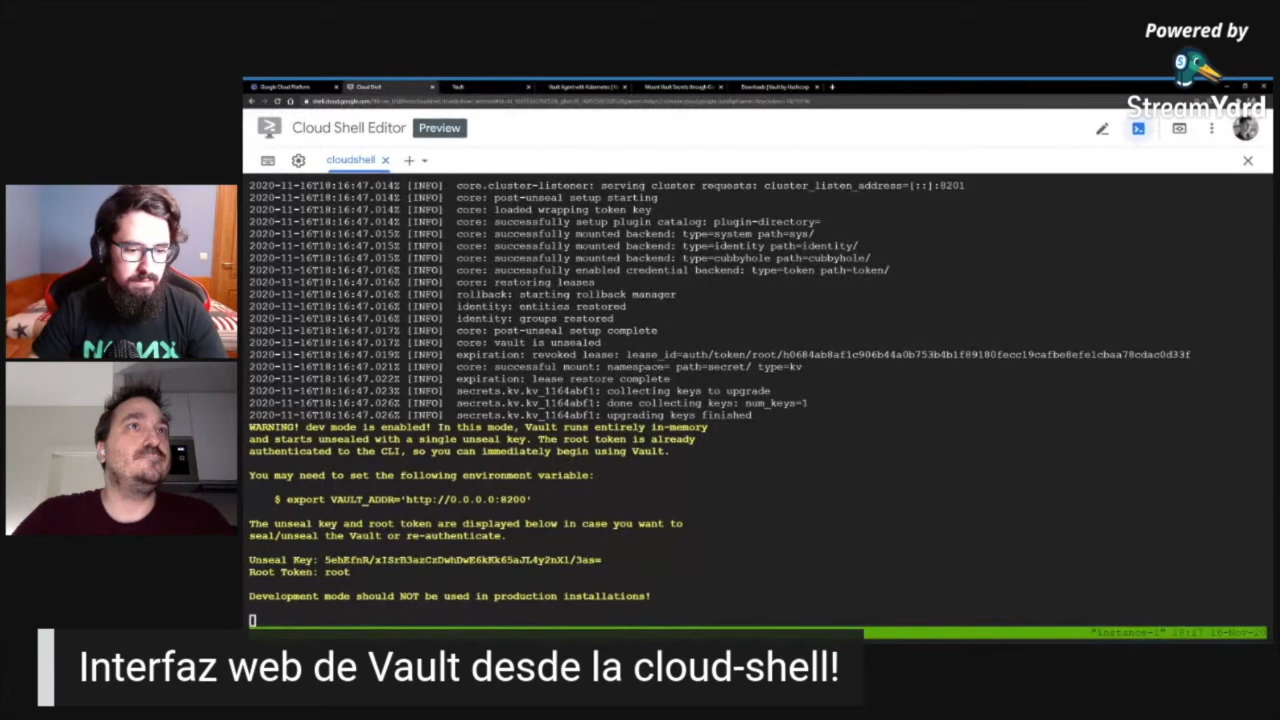 Powered by
StreamYard
Google Cloud Platform
Cloud Shell
Vault
Cloud Shell Editor
Preview
cloudshell
2020-11-16T18:16:47.014Z [INFO] core.cluster-listener: serving cluster requests: cluster_listen_address=[::]:8201
2020-11-16T18:16:47.014Z [INFO] core: post-unseal setup starting
2020-11-16T18:16:47.014Z [INFO] core: loaded wrapping token key
2020-11-16T18:16:47.014Z [INFO] core: successfully setup plugin catalog: plugin-directory=
2020-11-16T18:16:47.015Z [INFO] core: successfully mounted backend: type=system path=sys/
2020-11-16T18:16:47.015Z [INFO] core: successfully mounted backend: type=identity path=identity/
2020-11-16T18:16:47.015Z [INFO] core: successfully mounted backend: type=cubbyhole path=cubbyhole/
2020-11-16T18:16:47.016Z [INFO] core: successfully enabled credential backend: type=token path=token/
2020-11-16T18:16:47.016Z [INFO] core: restoring leases
2020-11-16T18:16:47.016Z [INFO] rollback: starting rollback manager
2020-11-16T18:16:47.016Z [INFO] identity: entities restored
2020-11-16T18:16:47.016Z [INFO] identity: groups restored
2020-11-16T18:16:47.017Z [INFO] core: post-unseal setup complete
2020-11-16T18:16:47.017Z [INFO] core: vault is unsealed
2020-11-16T18:16:47.019Z [INFO] expiration: revoked lease:
2020-11-16T18:16:47.021Z [INFO] core: successful mount: namespace= path=secret/ type=kv
2020-11-16T18:16:47.022Z [INFO] expiration: lease restore complete
2020-11-16T18:16:47.023Z [INFO] secrets.kv.kv_1164abf1: collecting keys to upgrade
2020-11-16T18:16:47.026Z [INFO] secrets.kv.kv_1164abf1: done collecting keys: num_keys=1
2020-11-16T18:16:47.026Z [INFO] secrets.kv.kv_1164abf1: upgrading keys finished
WARNING! dev mode is enabled! In this mode, Vault runs entirely in-memory
and starts unsealed with a single unseal key. The root token is already
authenticated to the CLI, so you can immediately begin using Vault.
You may need to set the following environment variable:
$ export VAULT_ADDR='http://0.0.0.0:8200'
The unseal key and root token are displayed below in case you want to
seal/unseal the Vault or re-authenticate.
Unseal Key:
Root Token: root
Development mode should NOT be used in production installations!
Interfaz web de Vault desde la cloud-shell!